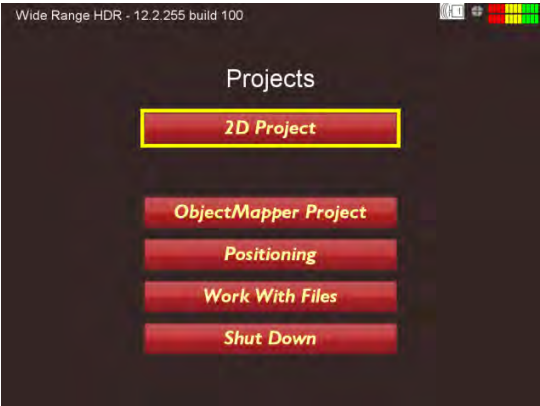 Wide Range HDR - 12.2.255 build 100
Projects
2D Project
ObjectMapper Project
Positioning
Work With Files
Shut Down